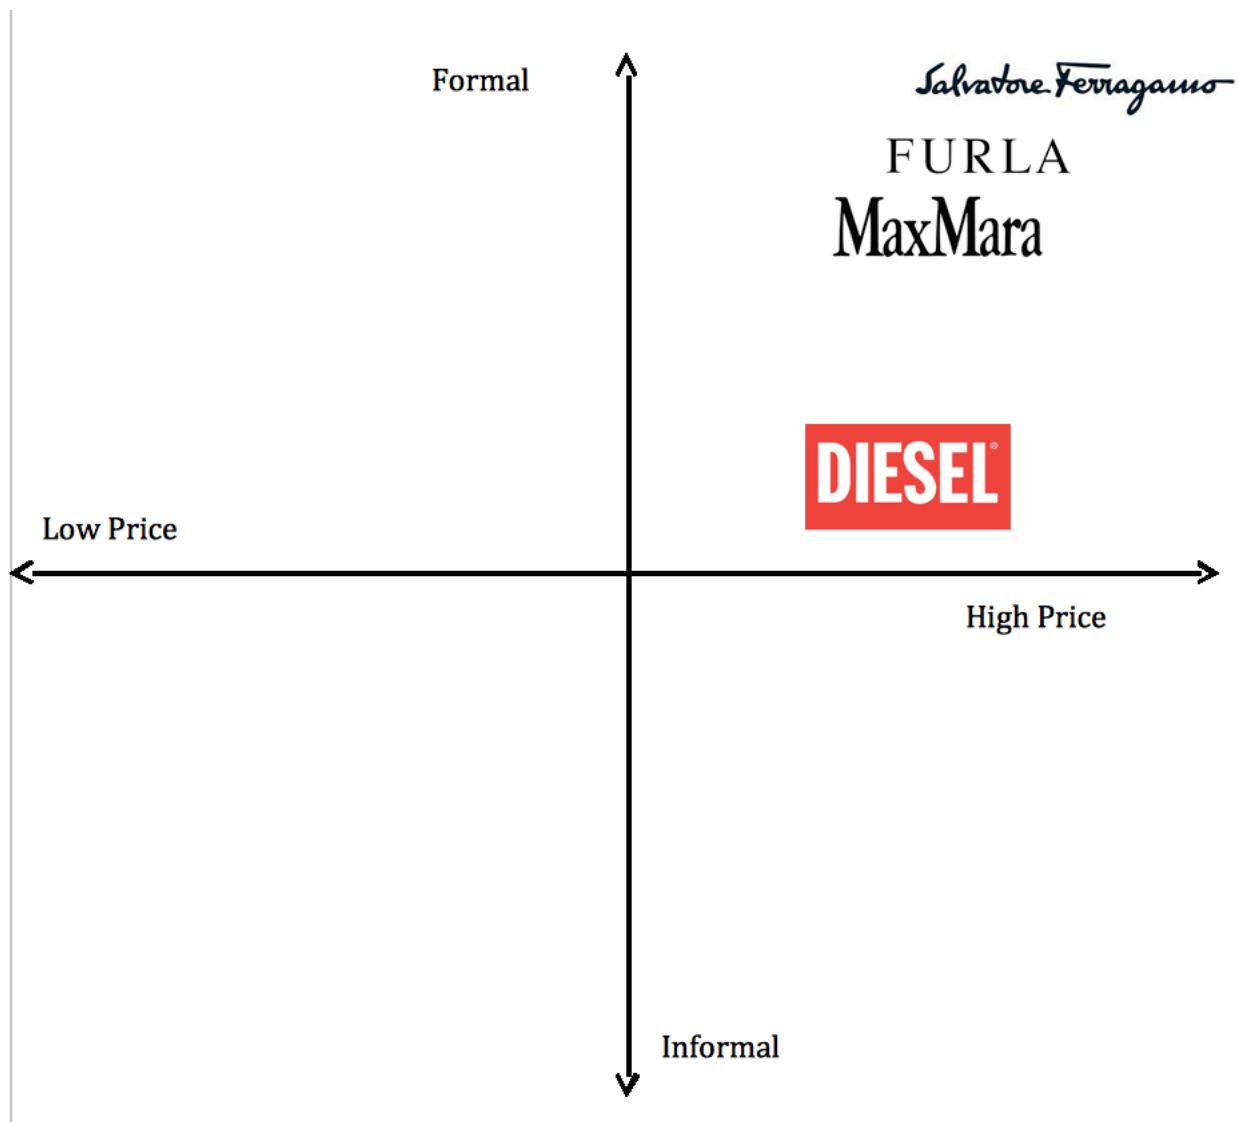 Formal
Salvatore Ferragamo
FURLA
MaxMara
DIESEL®
Low Price
High Price
Informal